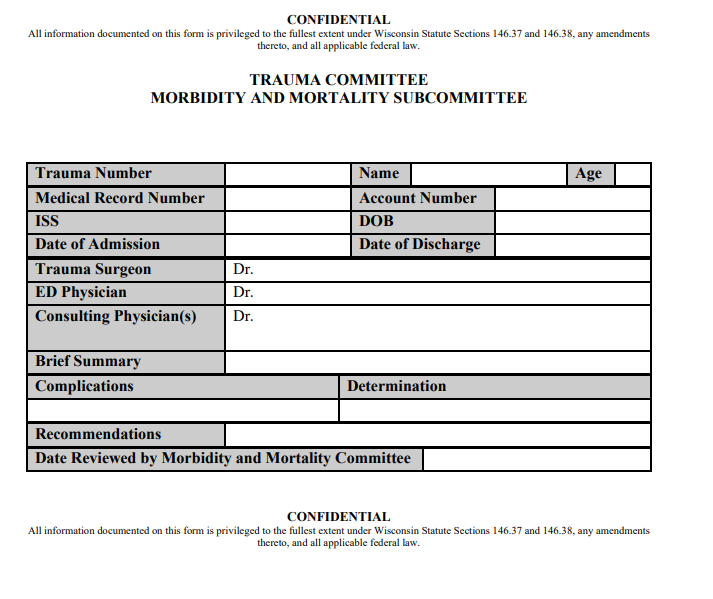 CONFIDENTIAL
All information documented on this form is privileged to the fullest extent under Wisconsin Statute Sections 146.37 and 146.38, any amendments
thereto, and all applicable federal law.
TRAUMA COMMITTEE
MORBIDITY AND MORTALITY SUBCOMMITTEE
Trauma Number Name Age
Medical Record Number Account Number
ISS DOB
Date of Admission Date of Discharge
Trauma Surgeon Dr.
ED Physician Dr.
Consulting Physician(s) Dr.
Brief Summary
Complications Determination
Recommendations
Date Reviewed by Morbidity and Mortality Committee
CONFIDENTIAL
All information documented on this form is privileged to the fullest extent under Wisconsin Statute Sections 146.37 and 146.38, any amendments
thereto, and all applicable federal law.